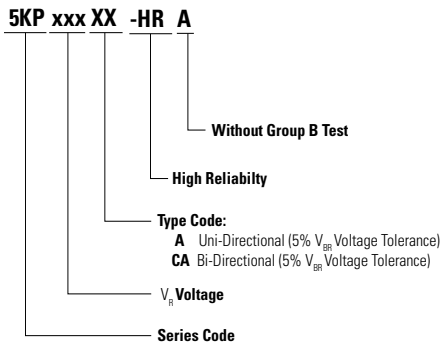 5KP xxx XX -HR A
Without Group B Test
High Reliabilty
Type Code:
A Uni-Directional (5% VBR Voltage Tolerance)
CA Bi-Directional (5% VBR Voltage Tolerance)
VR Voltage
Series Code